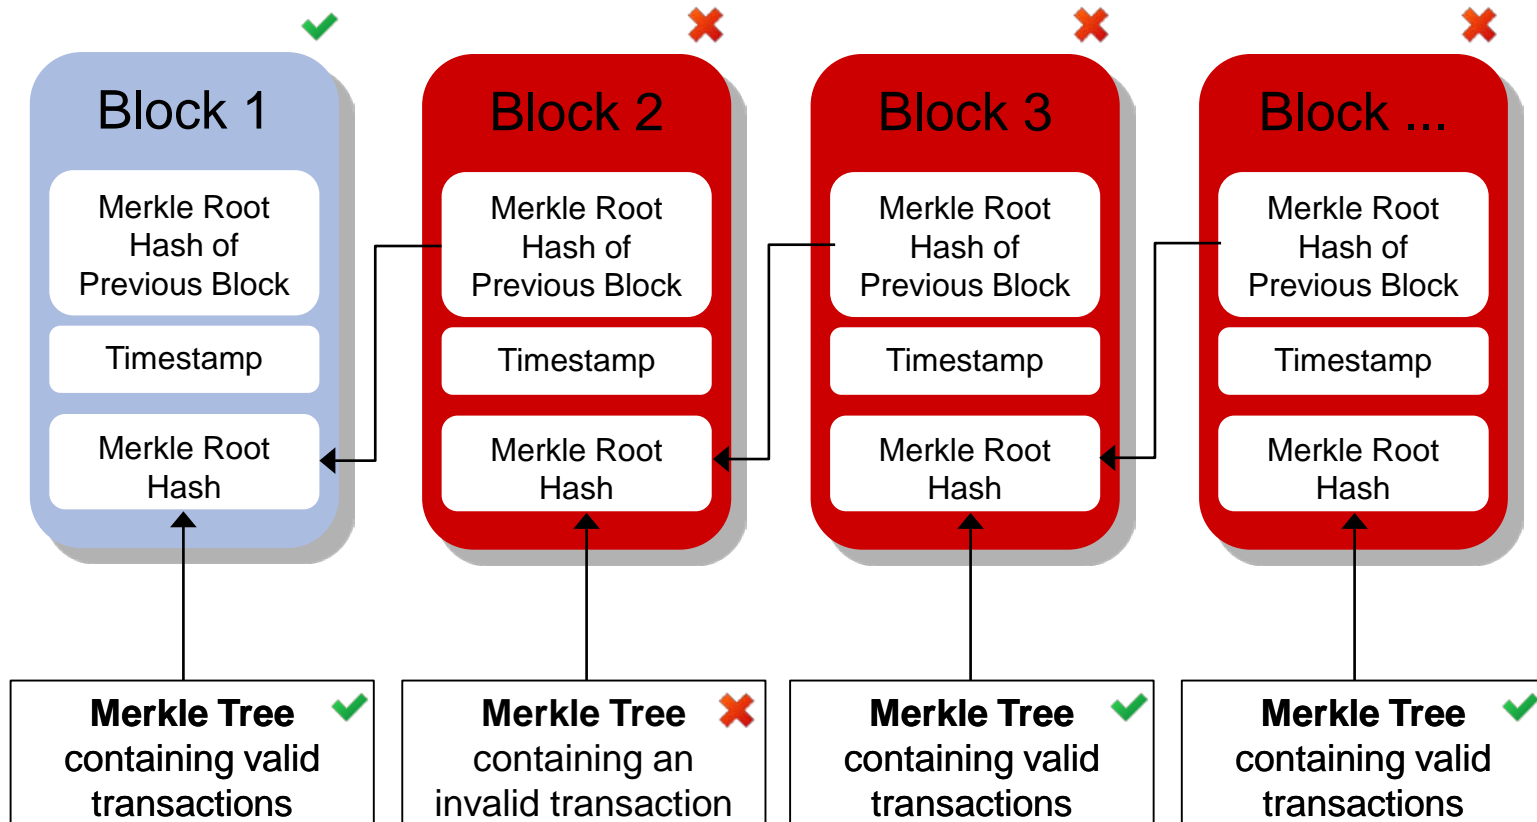 Block 1
Merkle Root
Hash of
Previous Block
Timestamp
Merkle Root
Hash
Merkle Tree
containing valid
transactions
Block 2
Merkle Root
Hash of
Previous Block
Timestamp
Merkle Root
Hash
Merkle Tree
containing an
invalid transaction
Block 3
Merkle Root
Hash of
Previous Block
Timestamp
Merkle Root
Hash
Merkle Tree
containing valid
transactions
Block ...
Merkle Root
Hash of
Previous Block
Timestamp
Merkle Root
Hash
Merkle Tree
containing valid
transactions